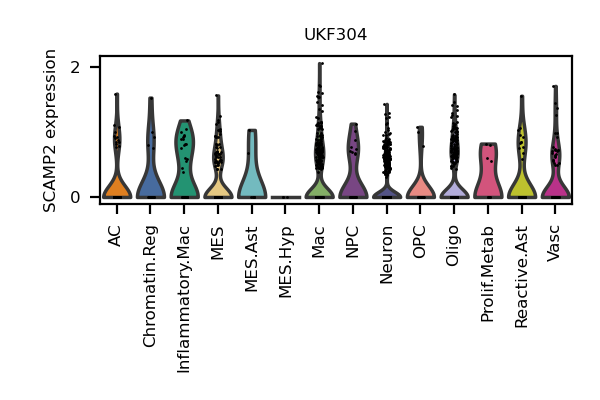 UKF304
SCAMP2 expression
2
0
AC
Chromatin.Reg
Inflammatory.Mac
MES
MES.Ast
MES.Hyp
Mac
NPC
Neuron
OPC
Oligo
Prolif.Metab
Reactive.Ast
Vasc